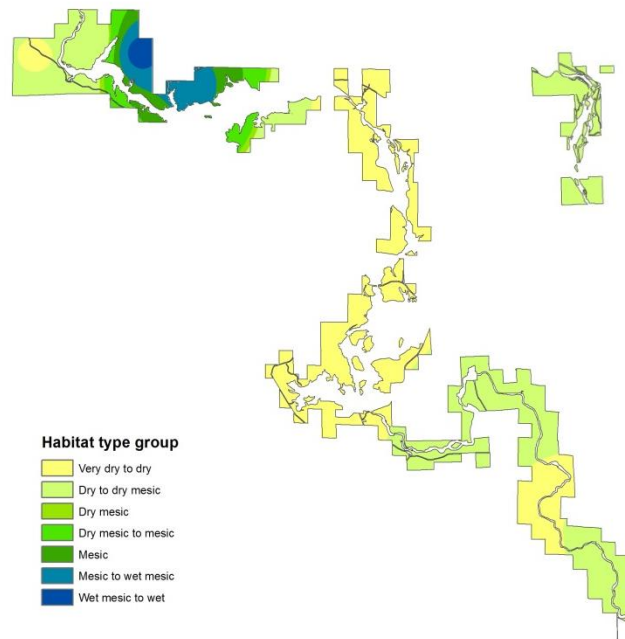 Habitat type group
Very dry to dry
Dry to dry mesic
Dry mesic
Dry mesic to mesic
Mesic
Mesic to wet mesic
Wet mesic to wet